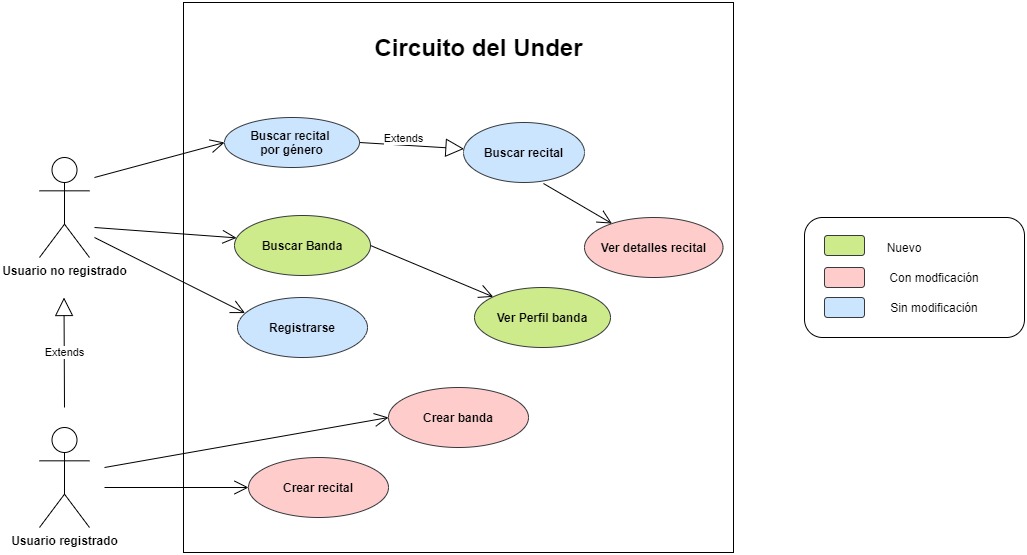 Circuito del Under
Buscar recital
por género
Extends
Buscar recital
Usuario no registrado
Buscar Banda
Ver detalles recital
Registrarse
Ver Perfil banda
Extends
Crear banda
Crear recital
Usuario registrado
Nuevo
Con modficación
Sin modificación